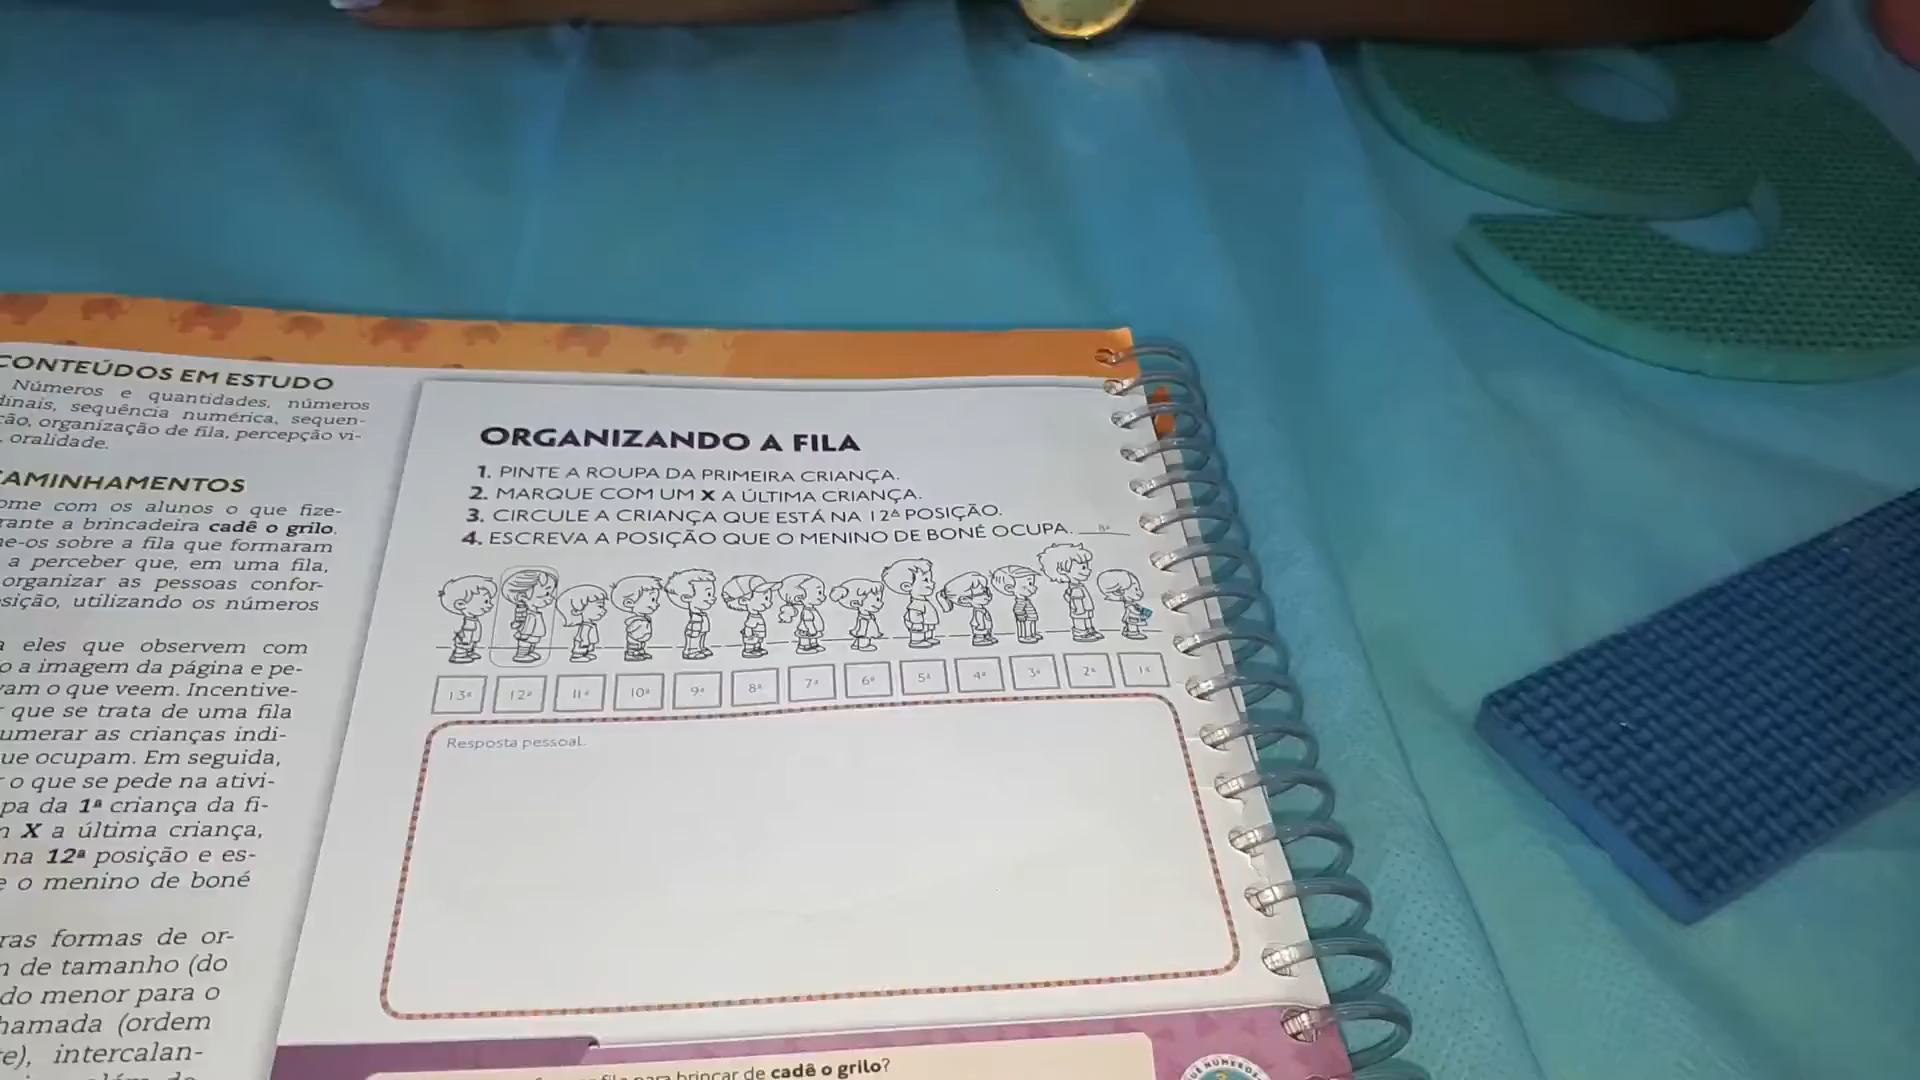 CONTEÚDOS EM ESTUDO
Números e quantidades, números
dinais, sequência numérica, sequen-
ção, organização de fila, percepção vi-
oralidade.
CAMINHAMENTOS
ome com os alunos o que fize-
rante a brincadeira cadê o grilo.
e-os sobre a fila que formaram
a perceber que, em uma fila,
organizar as pessoas confor-
sição, utilizando os números
a eles que observem com
o a imagem da página e pe-
vam o que veem. Incentive-
r que se trata de uma fila
umerar as crianças indi-
ue ocupam. Em seguida,
r o que se pede na ativi-
pa da 1ª criança da fi-
X a última criança,
na 12ª posição e es-
e o menino de boné
ras formas de or-
de tamanho (do
do menor para o
hamada (ordem
te), intercalan-
ORGANIZANDO A FILA
1. PINTE A ROUPA DA PRIMEIRA CRIANÇA.
2. MARQUE COM UM X A ÚLTIMA CRIANÇA.
3. CIRCULE A CRIANÇA QUE ESTÁ NA 12ª POSIÇÃO.
4. ESCREVA A POSIÇÃO QUE O MENINO DE BONÉ OCUPA. 8ª
13ª 12ª 11ª 10ª 9ª 8ª 7ª 6ª 5ª 4ª 3ª 2ª 1ª
Resposta pessoal.
fila para brincar de cadê o grilo?